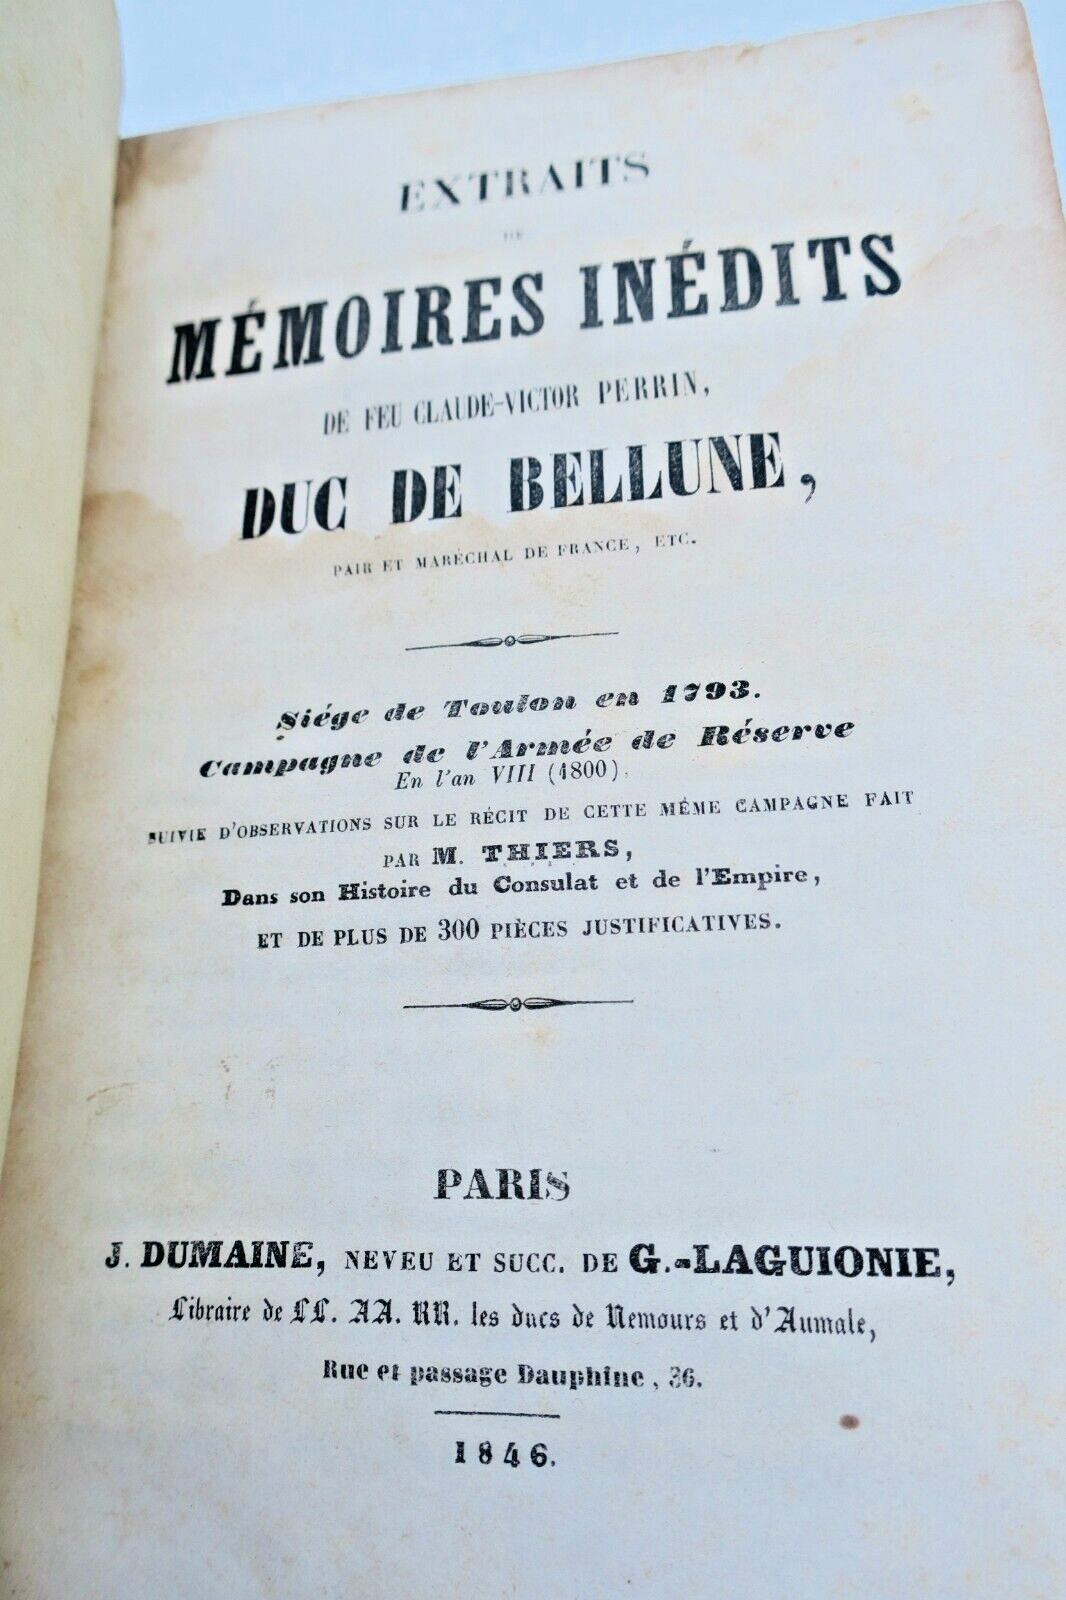 EXTRAITS
DE
MÉMOIRES INÉDITS
DE FEU CLAUDE-VICTOR PERRIN,
DUC DE BELLUNE,
PAIR ET MARÉCHAL DE FRANCE, ETC.
Siége de Toulon en 1793.
Campagne de l'Armée de Réserve
En l'an VIII (1800),
SUIVIE D'OBSERVATIONS SUR LE RÉCIT DE CETTE MÊME CAMPAGNE FAIT
PAR M. THIERS,
Dans son Histoire du Consulat et de l'Empire,
ET DE PLUS DE 300 PIÈCES JUSTIFICATIVES.
PARIS
J. DUMAINE, NEVEU ET SUCC. DE G.-LAGUIONIE,
Libraire de LL. AA. RR. les ducs de Nemours et d'Aumale,
Rue et passage Dauphine, 36.
1846.